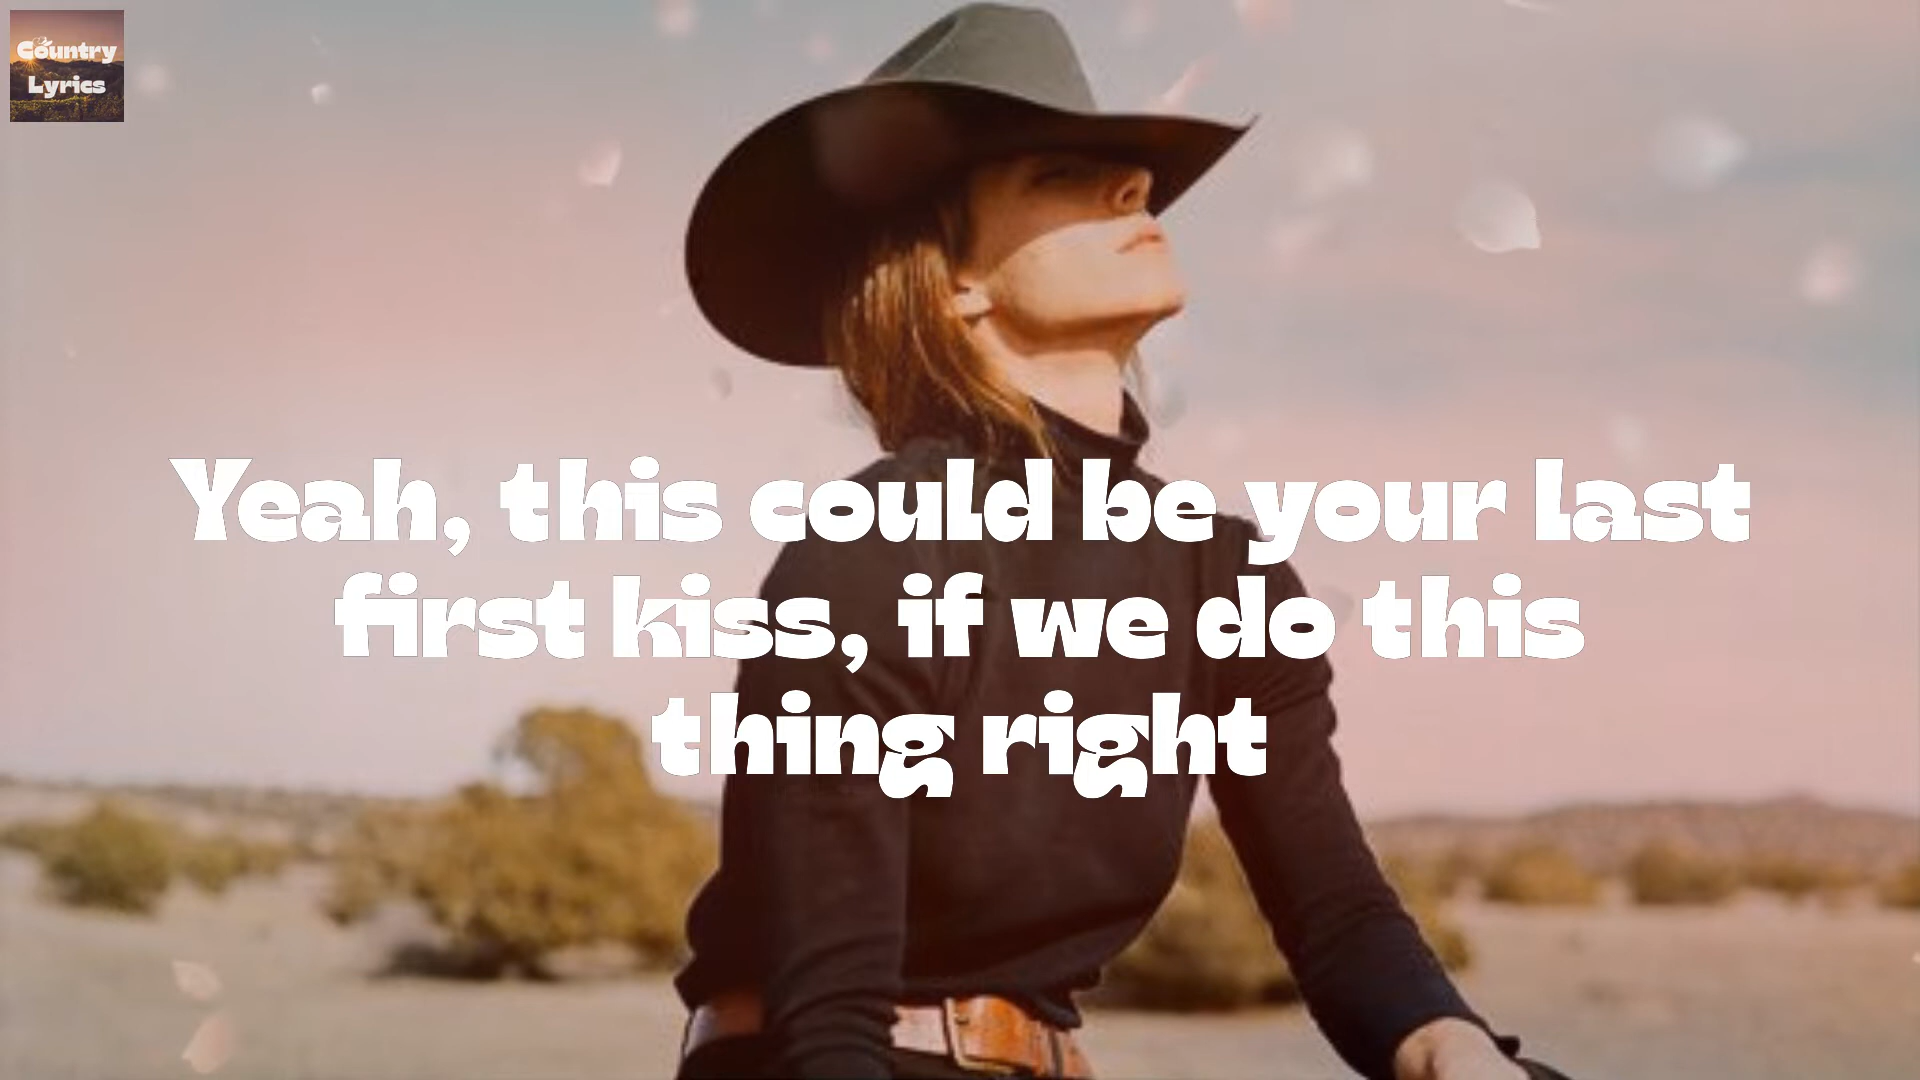 Country
Lyrics
Yeah, this could be your last
first kiss, if we do this
thing right